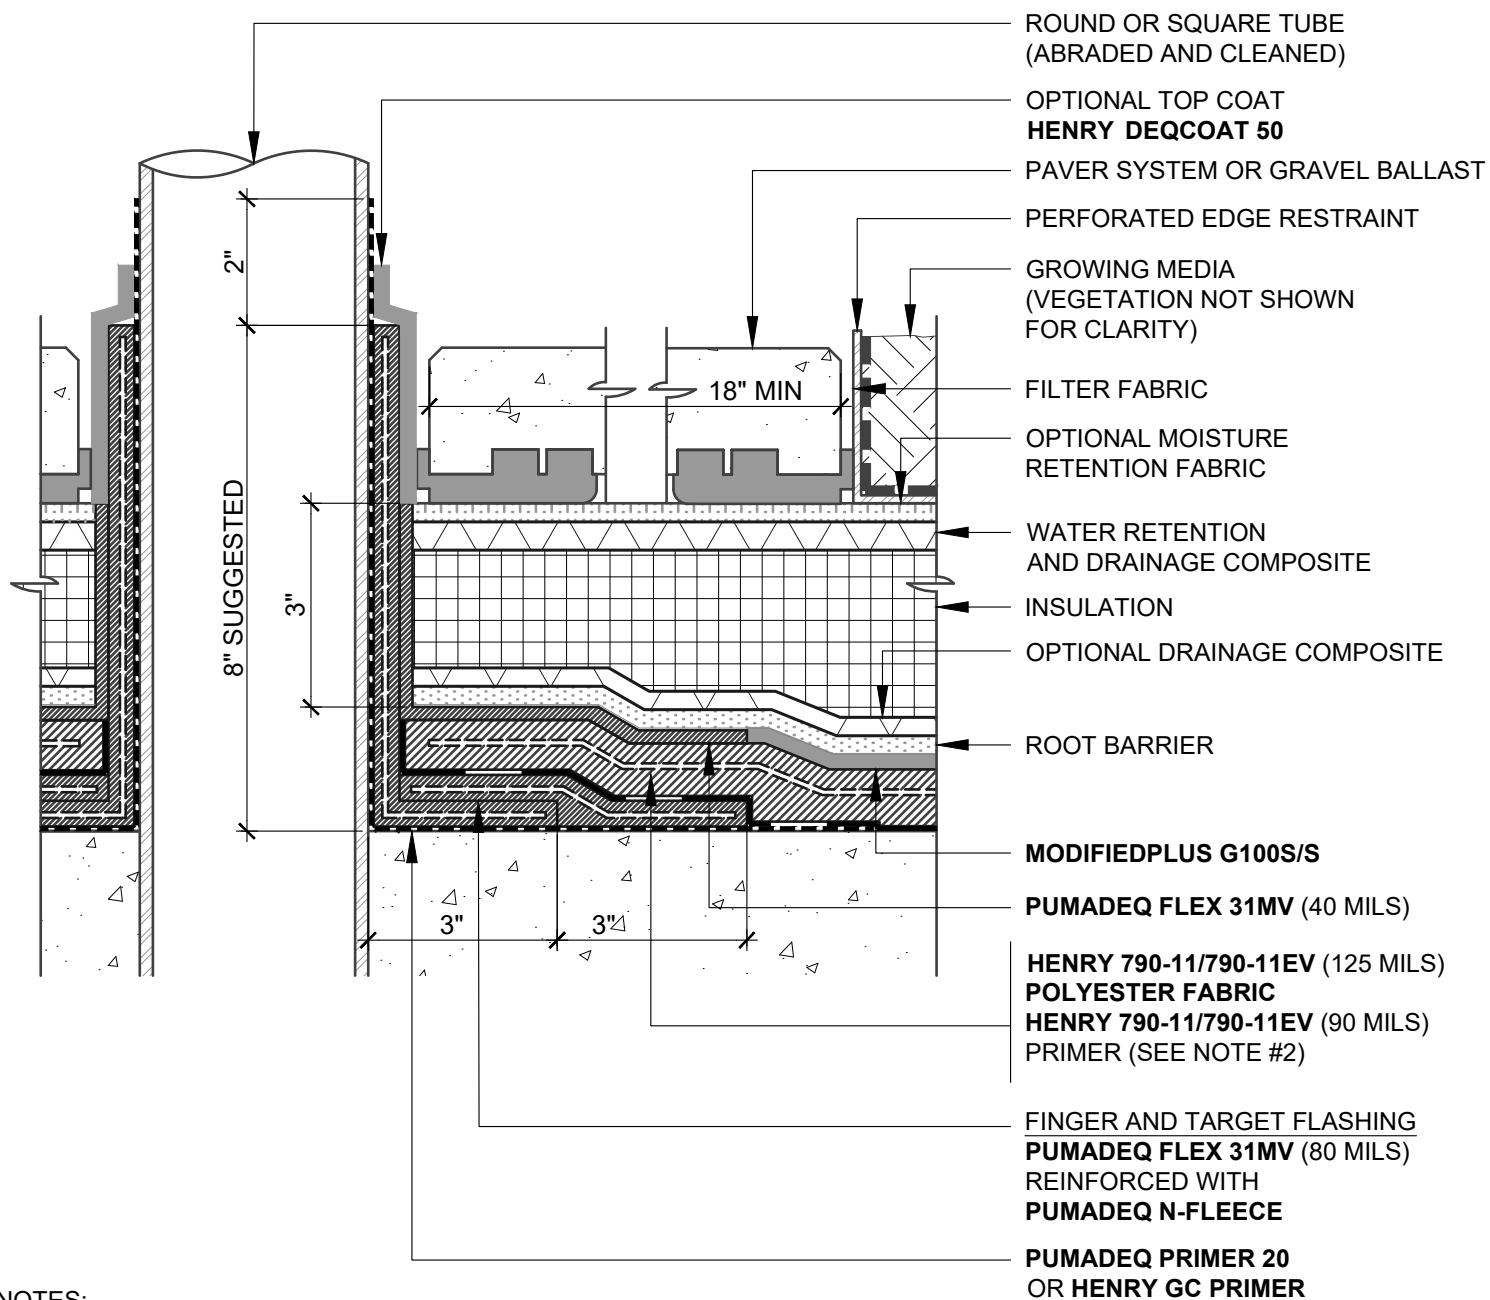 ROUND OR SQUARE TUBE
(ABRADED AND CLEANED)
OPTIONAL TOP COAT
HENRY DEQCOAT 50
PAVER SYSTEM OR GRAVEL BALLAST
PERFORATED EDGE RESTRAINT
GROWING MEDIA
(VEGETATION NOT SHOWN
FOR CLARITY)
FILTER FABRIC
OPTIONAL MOISTURE
RETENTION FABRIC
WATER RETENTION
AND DRAINAGE COMPOSITE
INSULATION
OPTIONAL DRAINAGE COMPOSITE
ROOT BARRIER
MODIFIEDPLUS G100S/S
PUMADEQ FLEX 31MV (40 MILS)
HENRY 790-11/790-11EV (125 MILS)
POLYESTER FABRIC
HENRY 790-11/790-11EV (90 MILS)
PRIMER (SEE NOTE #2)
FINGER AND TARGET FLASHING
PUMADEQ FLEX 31MV (80 MILS)
REINFORCED WITH
PUMADEQ N-FLEECE
PUMADEQ PRIMER 20
OR HENRY GC PRIMER
2"
8" SUGGESTED
3"
18" MIN
3"
3"
NOTES: